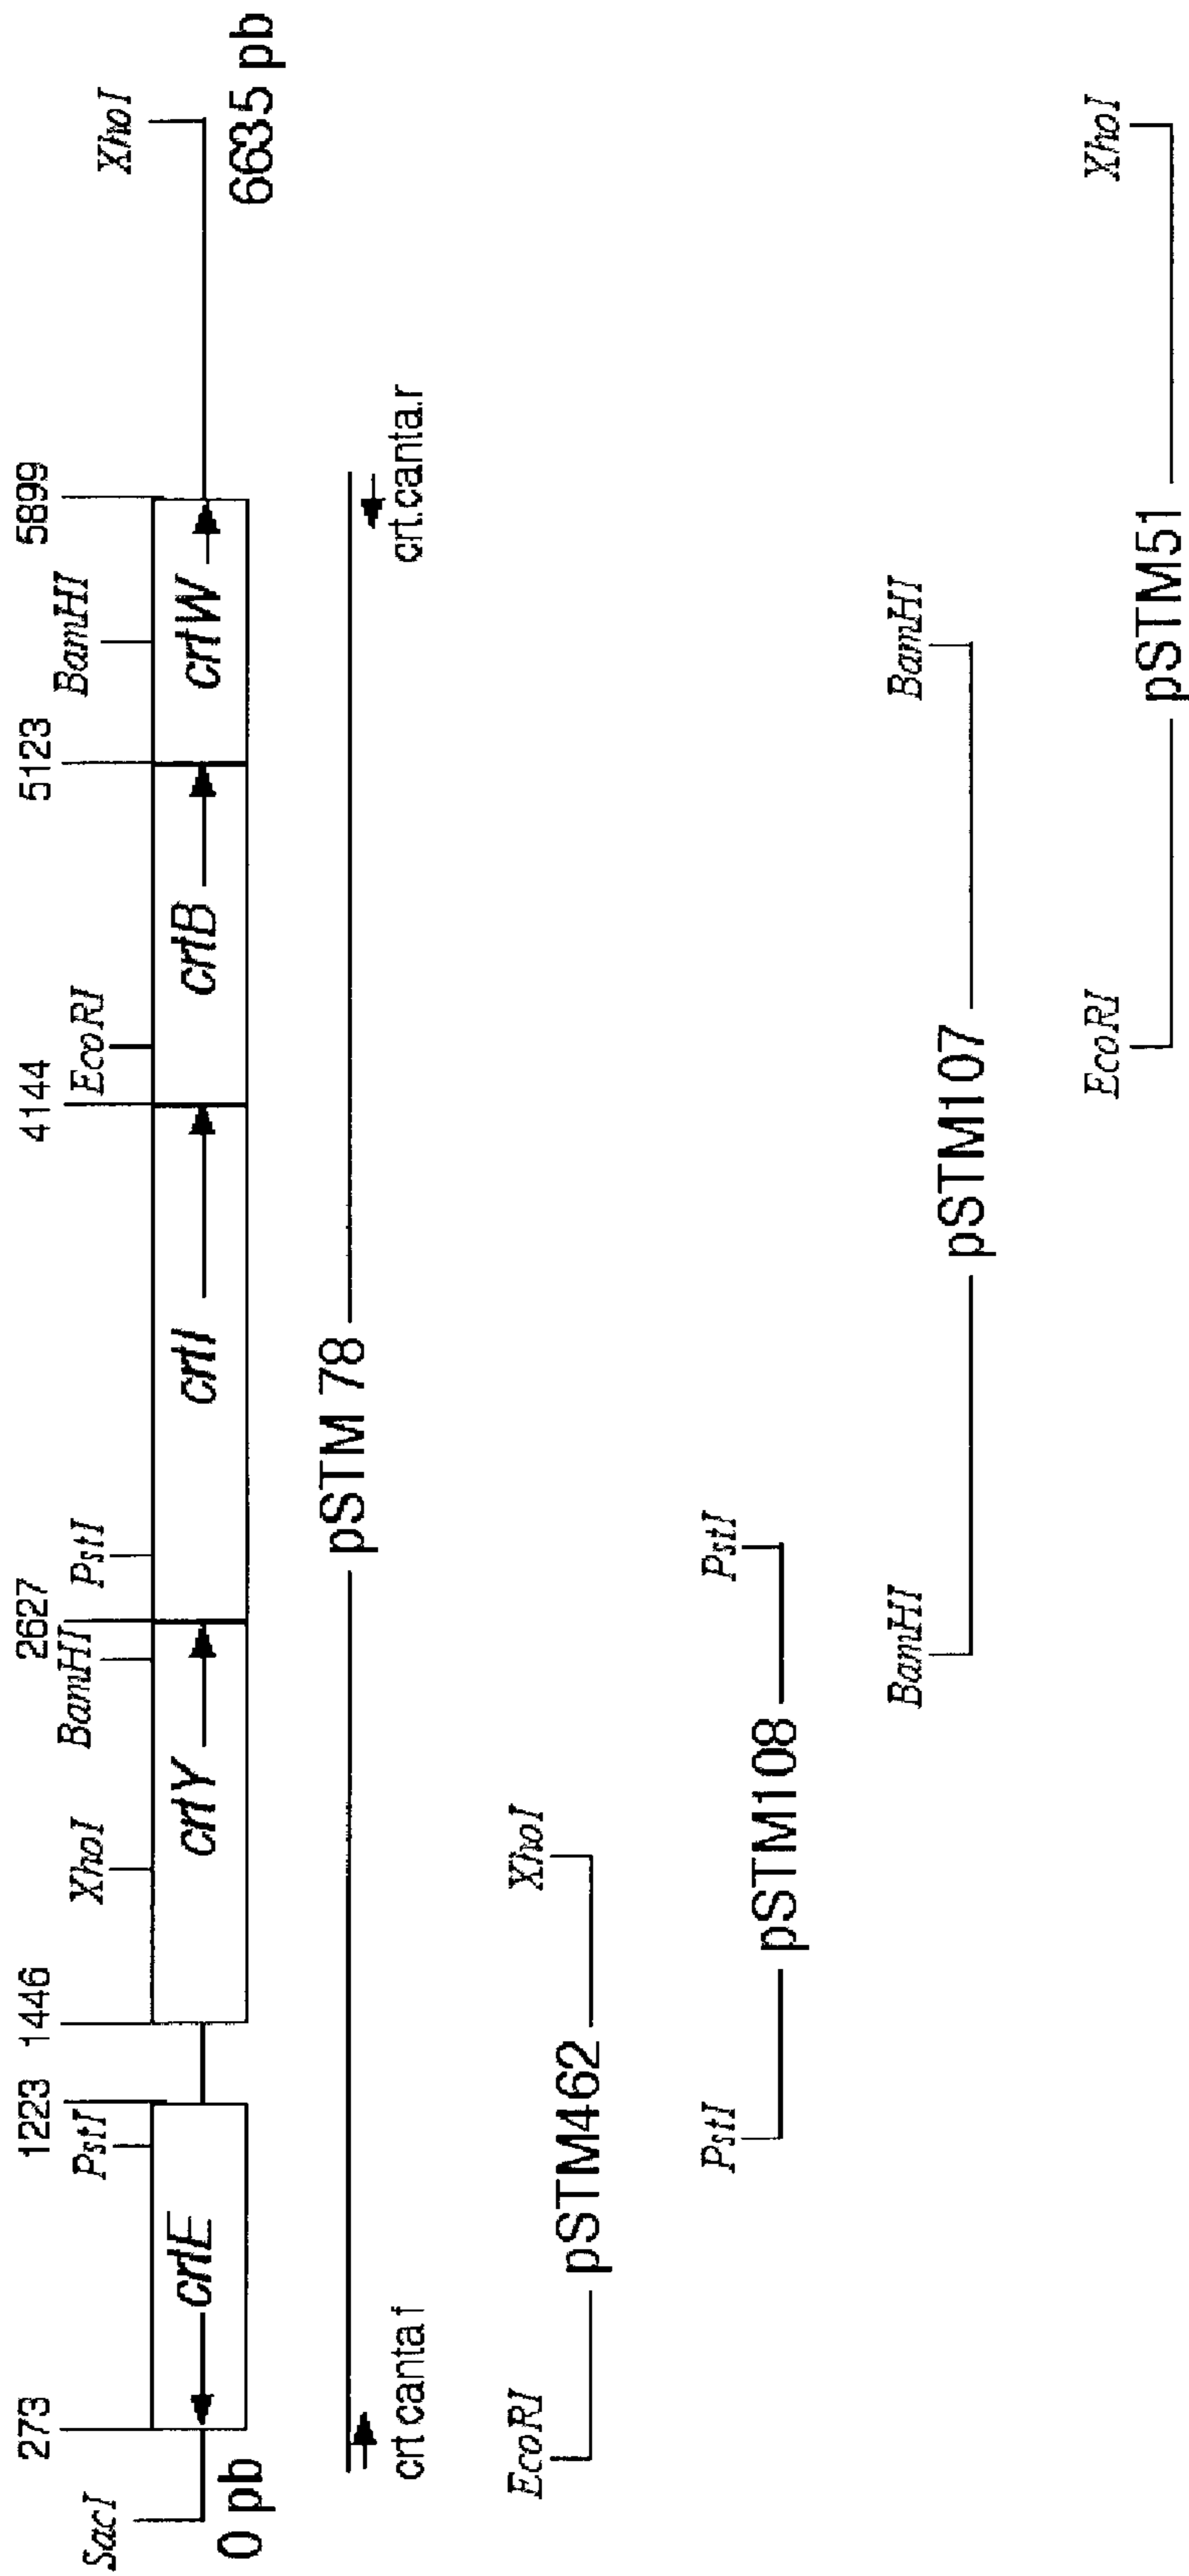 273 1223 1446 2627 4144 5123 5899
SacI PstI XhoI BamHI PstI EcoRI BamHI XhoI
crtE crtY crtI crtB crtW
0 pb 6635 pb
pSTM 78
crt canta f crt.canta.r
EcoRI XhoI
pSTM462
PstI PstI
pSTM108
BamHI BamHI
pSTM107
EcoRI XhoI
pSTM51